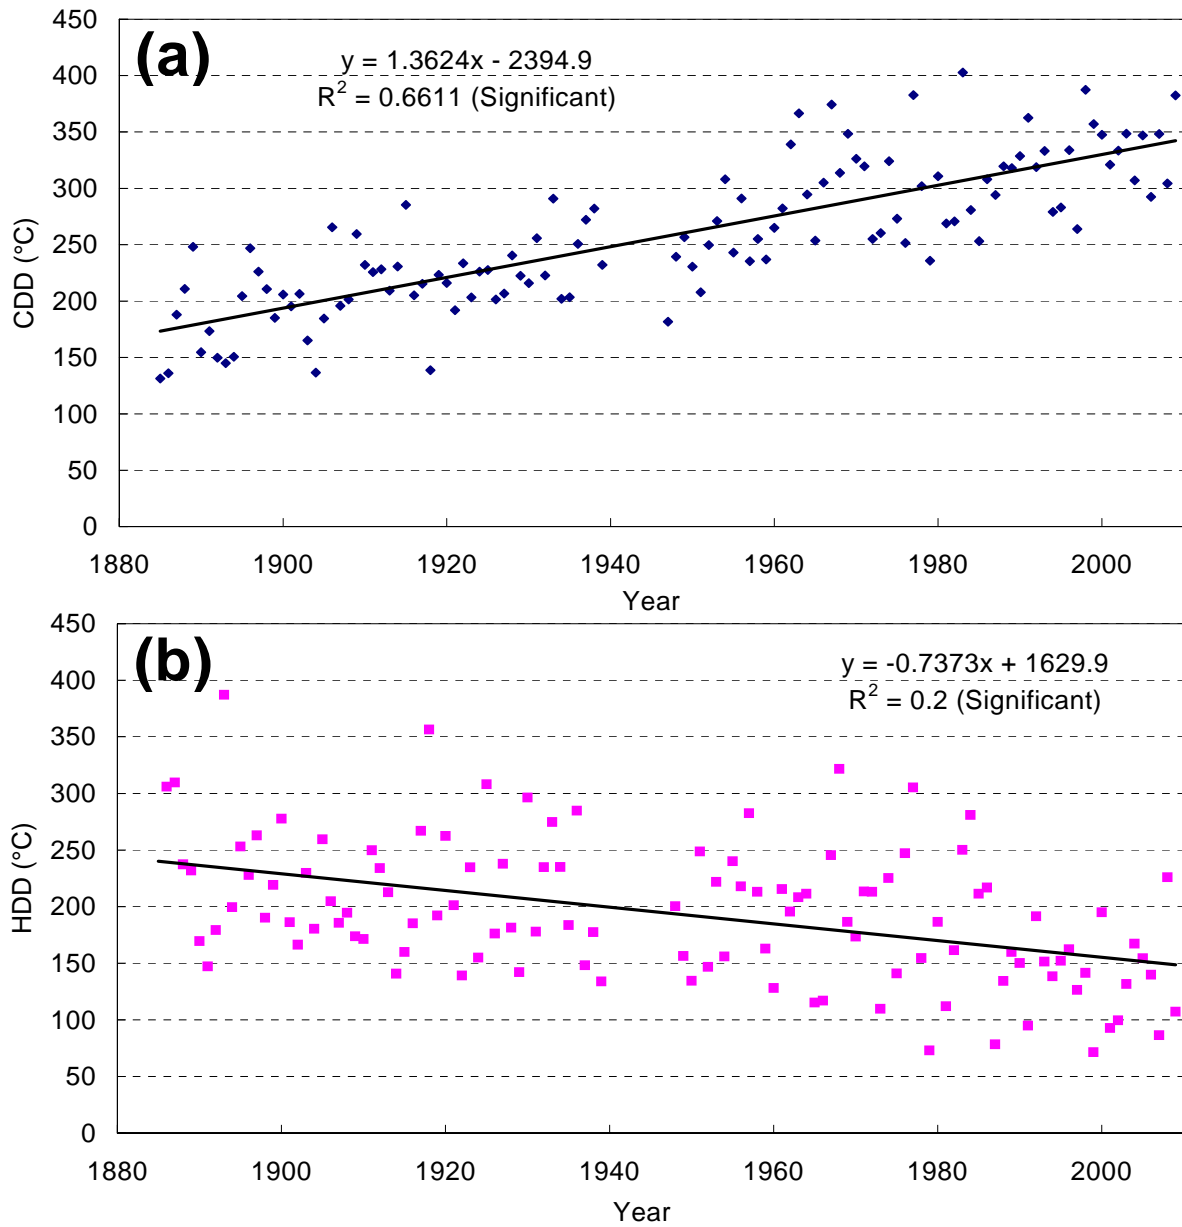 (a)
y = 1.3624x - 2394.9
R² = 0.6611 (Significant)
450
400
350
300
250
200
150
100
50
0
CDD (°C)
1880 1900 1920 1940 1960 1980 2000
Year
(b)
y = -0.7373x + 1629.9
R² = 0.2 (Significant)
450
400
350
300
250
200
150
100
50
0
HDD (°C)
1880 1900 1920 1940 1960 1980 2000
Year